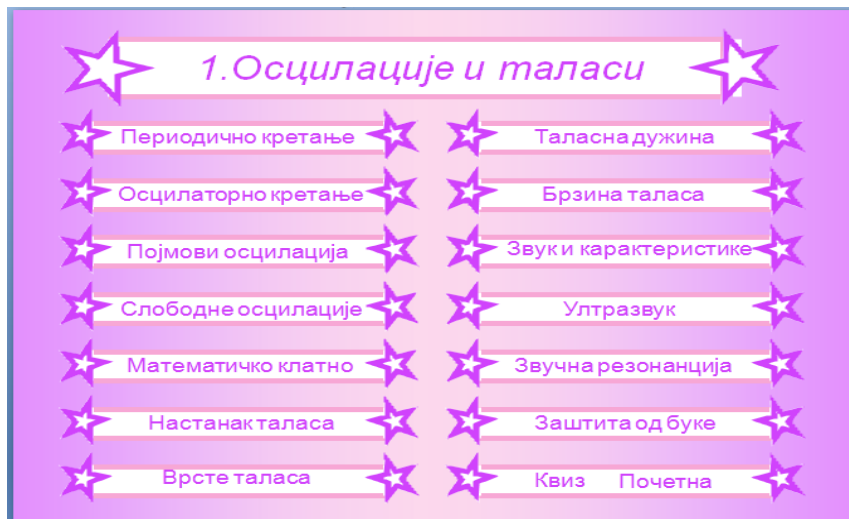 1.Осцилације и таласи
Периодично кретање
Осцилаторно кретање
Појмови осцилација
Слободне осцилације
Математичко клатно
Настанак таласа
Врсте таласа
Таласна дужина
Брзина таласа
Звук и карактеристике
Ултразвук
Звучна резонанција
Заштита од буке
Квиз Почетна